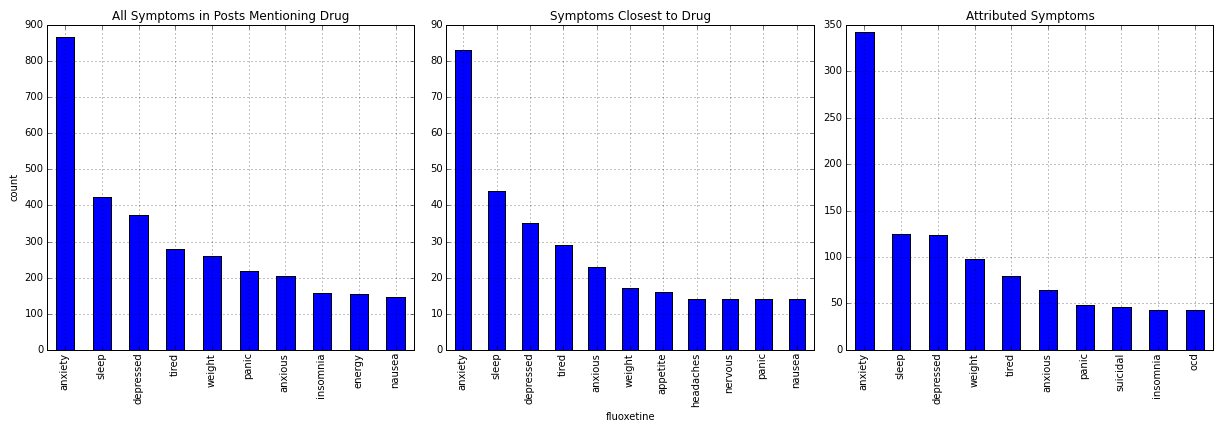 All Symptoms in Posts Mentioning Drug
count
900
800
700
600
500
400
300
200
100
0
anxiety
sleep
depressed
tired
weight
panic
anxious
insomnia
energy
nausea
Symptoms Closest to Drug
90
80
70
60
50
40
30
20
10
0
anxiety
sleep
depressed
tired
anxious
weight
appetite
headaches
nervous
panic
nausea
fluoxetine
Attributed Symptoms
350
300
250
200
150
100
50
0
anxiety
sleep
depressed
weight
tired
anxious
panic
suicidal
insomnia
ocd